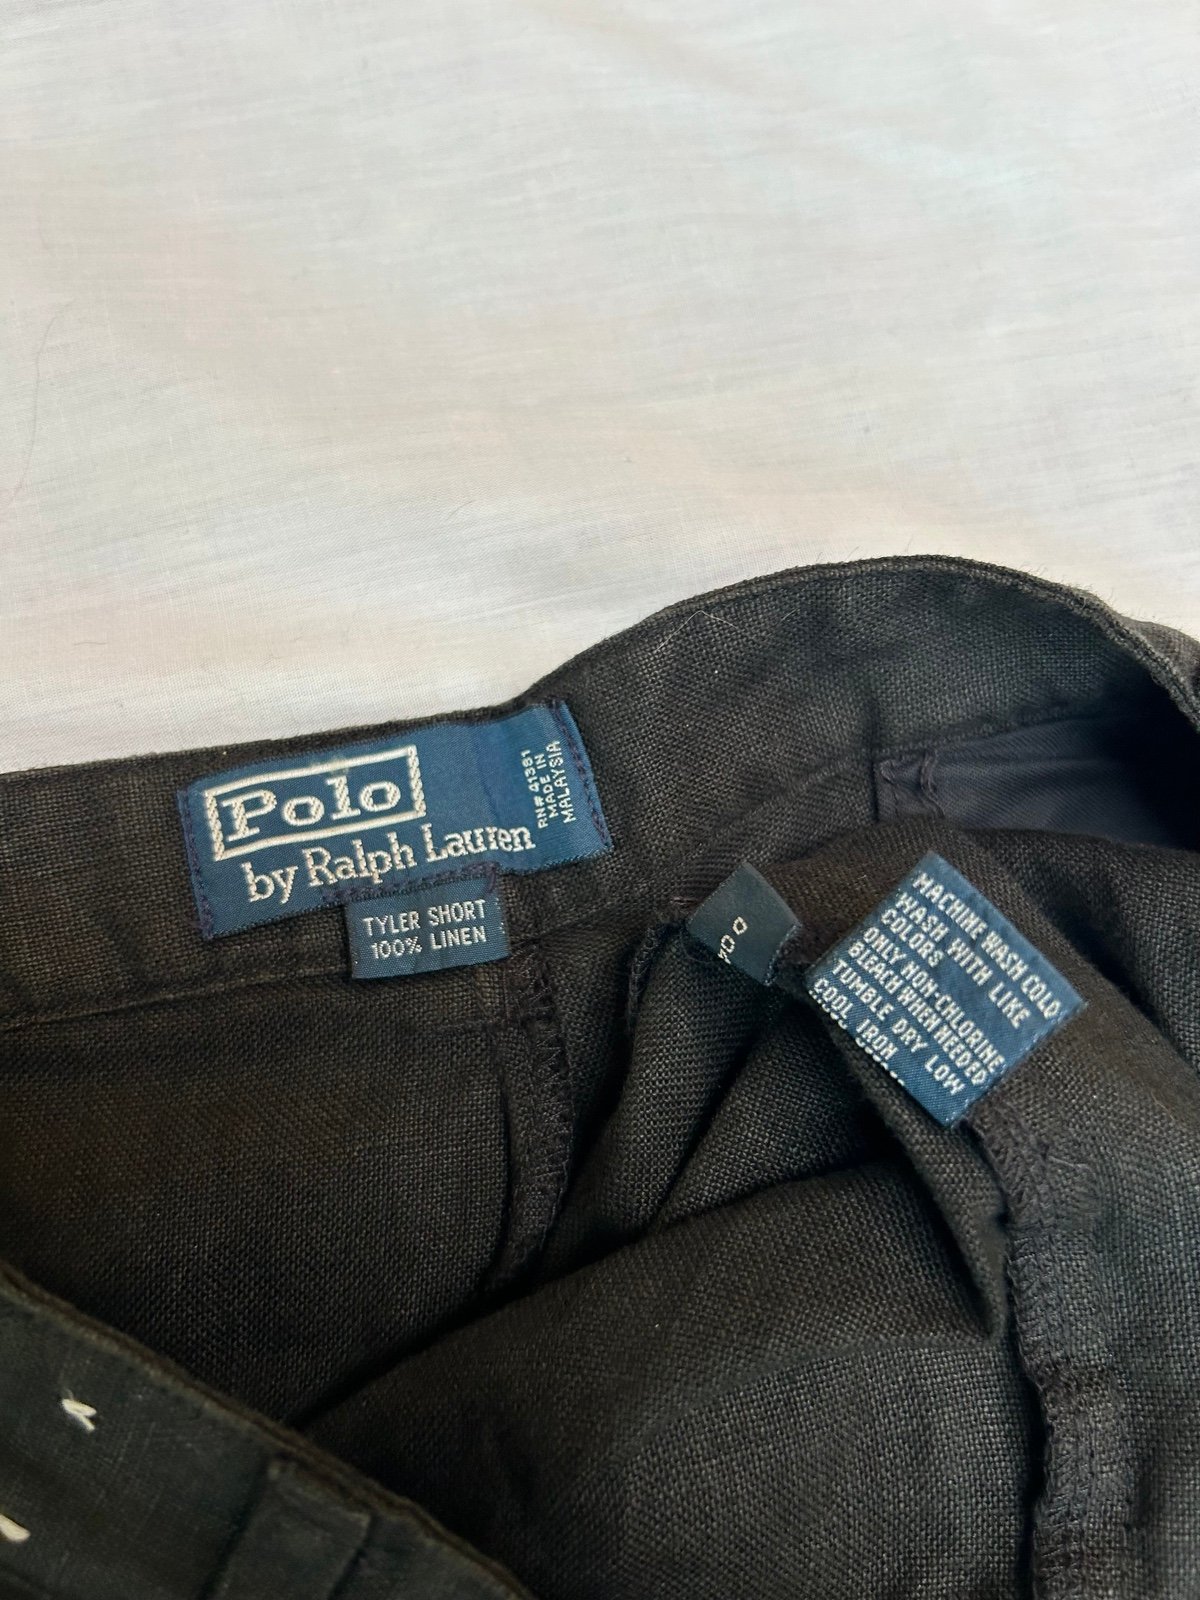 Polo
by Ralph Lauren
RN# 41381
MADE IN
MALAYSIA
TYLER SHORT
100% LINEN
MACHINE WASH COLD
WASH WITH LIKE
COLORS
ONLY NON-CHLORINE
BLEACH WHEN NEEDED
TUMBLE DRY LOW
COOL IRON